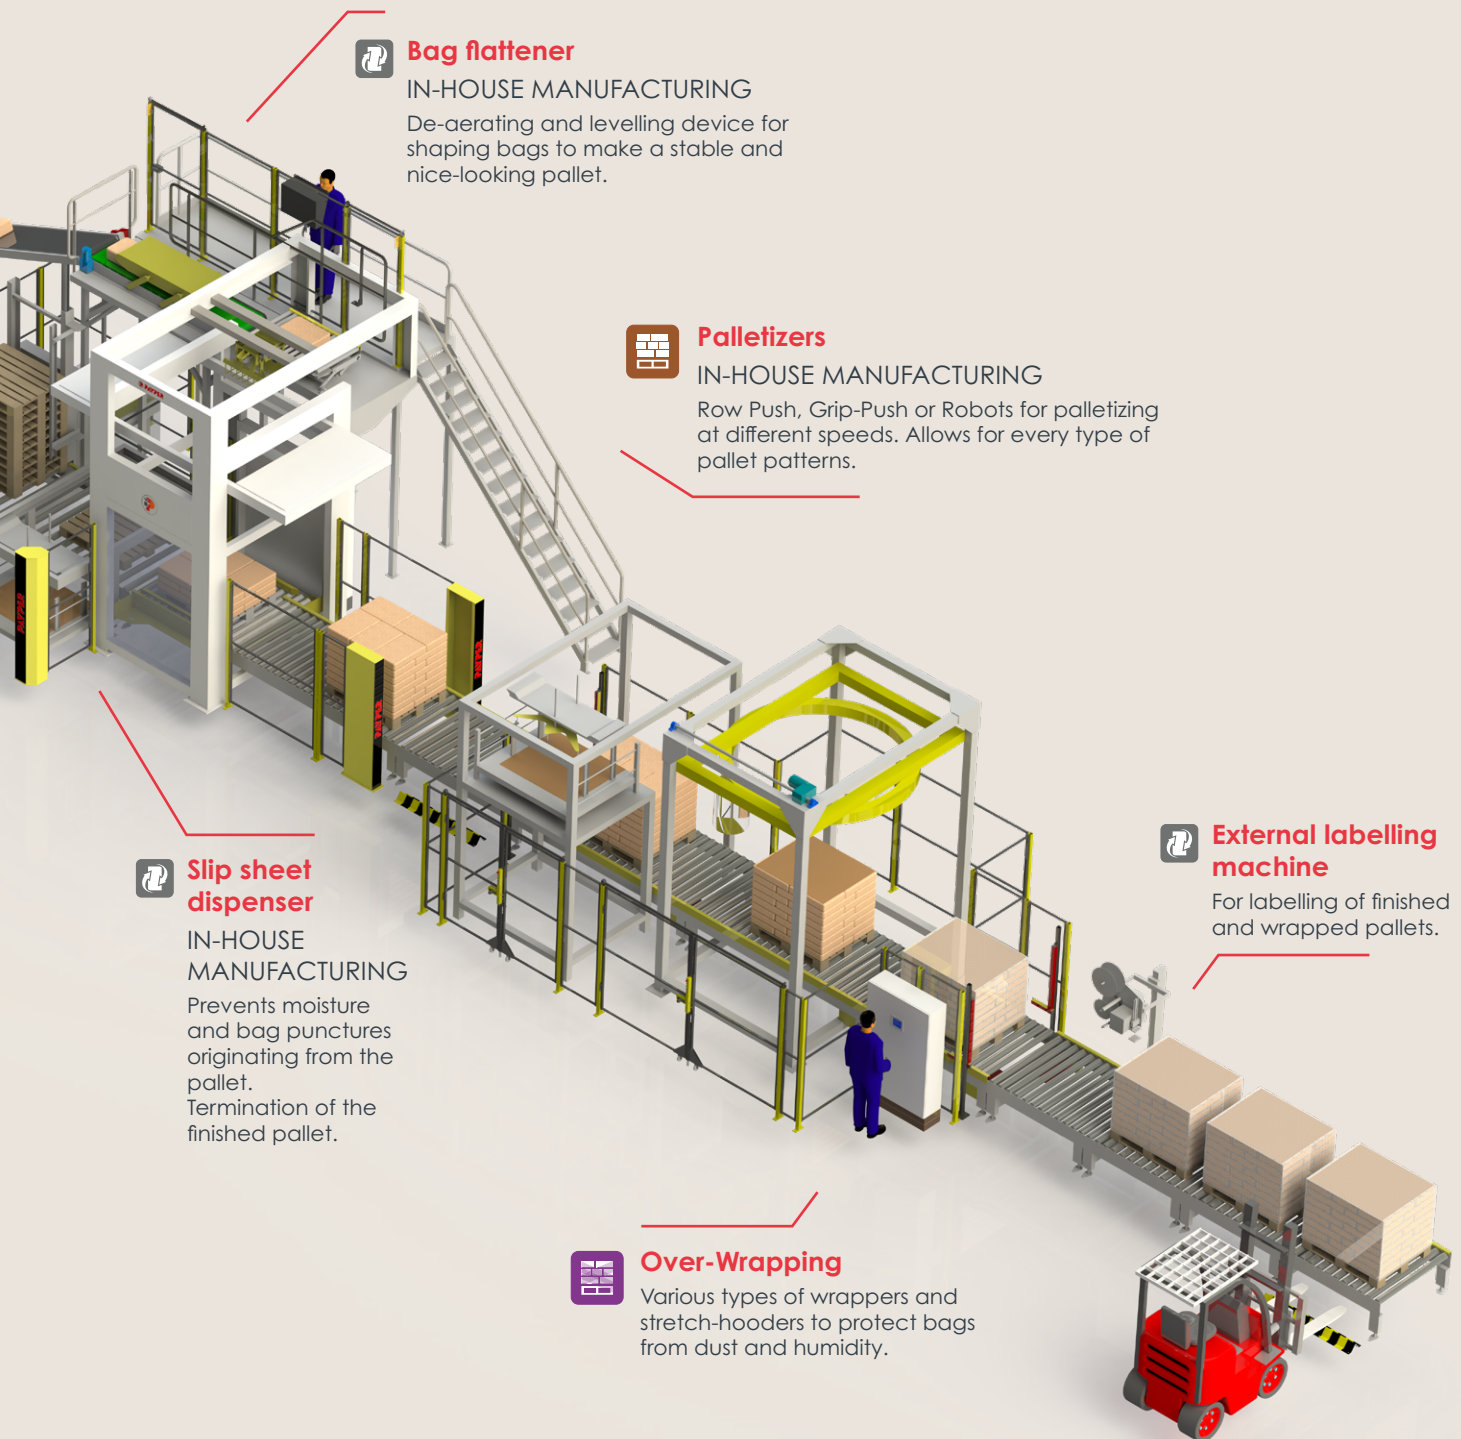 Bag flattener
IN-HOUSE MANUFACTURING
De-aerating and levelling device for
shaping bags to make a stable and
nice-looking pallet.
Palletizers
IN-HOUSE MANUFACTURING
Row Push, Grip-Push or Robots for palletizing
at different speeds. Allows for every type of
pallet patterns.
PAYPER
PAYPER
Slip sheet
dispenser
IN-HOUSE
MANUFACTURING
Prevents moisture
and bag punctures
originating from the
pallet.
Termination of the
finished pallet.
External labelling
machine
For labelling of finished
and wrapped pallets.
Over-Wrapping
Various types of wrappers and
stretch-hooders to protect bags
from dust and humidity.